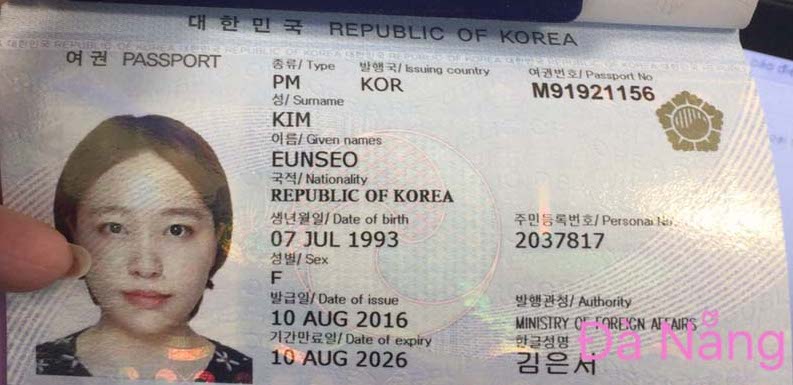 대 한 민 국 REPUBLIC OF KOREA
여 권 PASSPORT
종류/ Type 발행국/ Issuing country 여권번호/ Passport No
PM KOR M91921156
성/ Surname
KIM
이름/ Given names
EUNSEO
국적/ Nationality
REPUBLIC OF KOREA
생년월일/ Date of birth 주민등록번호/ Personal No.
07 JUL 1993 2037817
성별/ Sex
F
발급일/ Date of issue 발행관청/ Authority
10 AUG 2016 MINISTRY OF FOREIGN AFFAIRS
기간만료일/ Date of expiry 한글성명
10 AUG 2026 김은서
Đà Nẵng